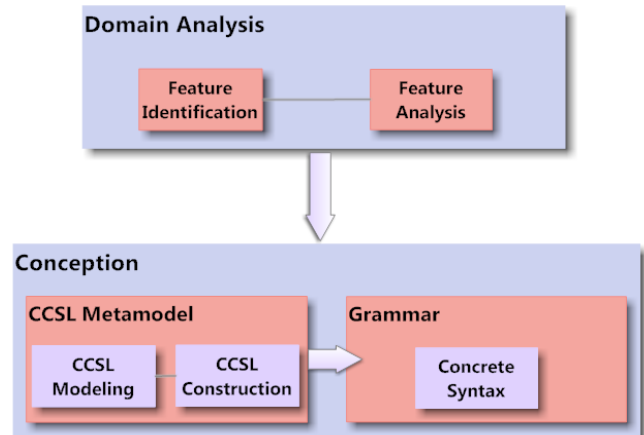 Domain Analysis
Feature
Identification
Feature
Analysis
Conception
CCSL Metamodel
CCSL
Modeling
CCSL
Construction
Grammar
Concrete
Syntax